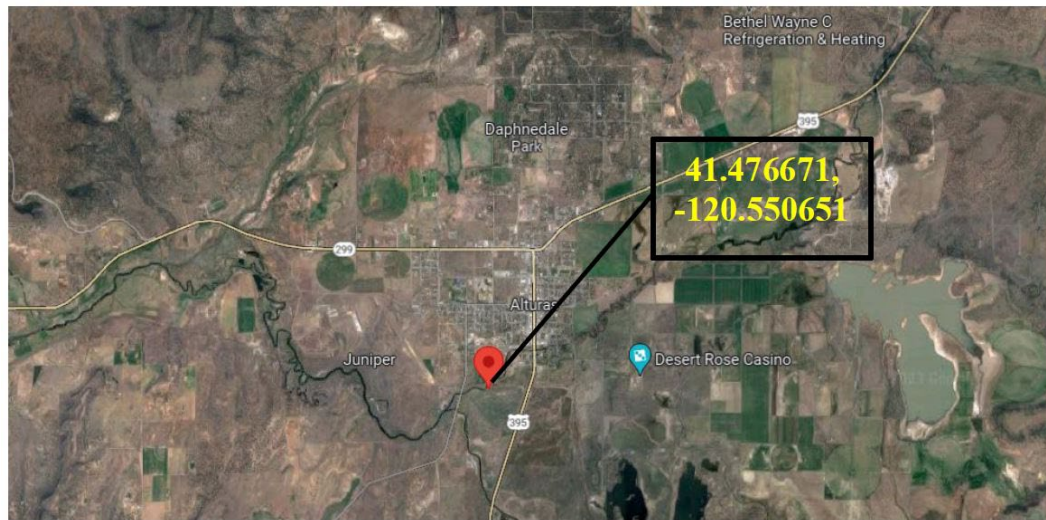 Bethel Wayne C
Refrigeration & Heating
395
Daphnedale
Park
41.476671,
-120.550651
299
Alturas
Juniper
Desert Rose Casino
395